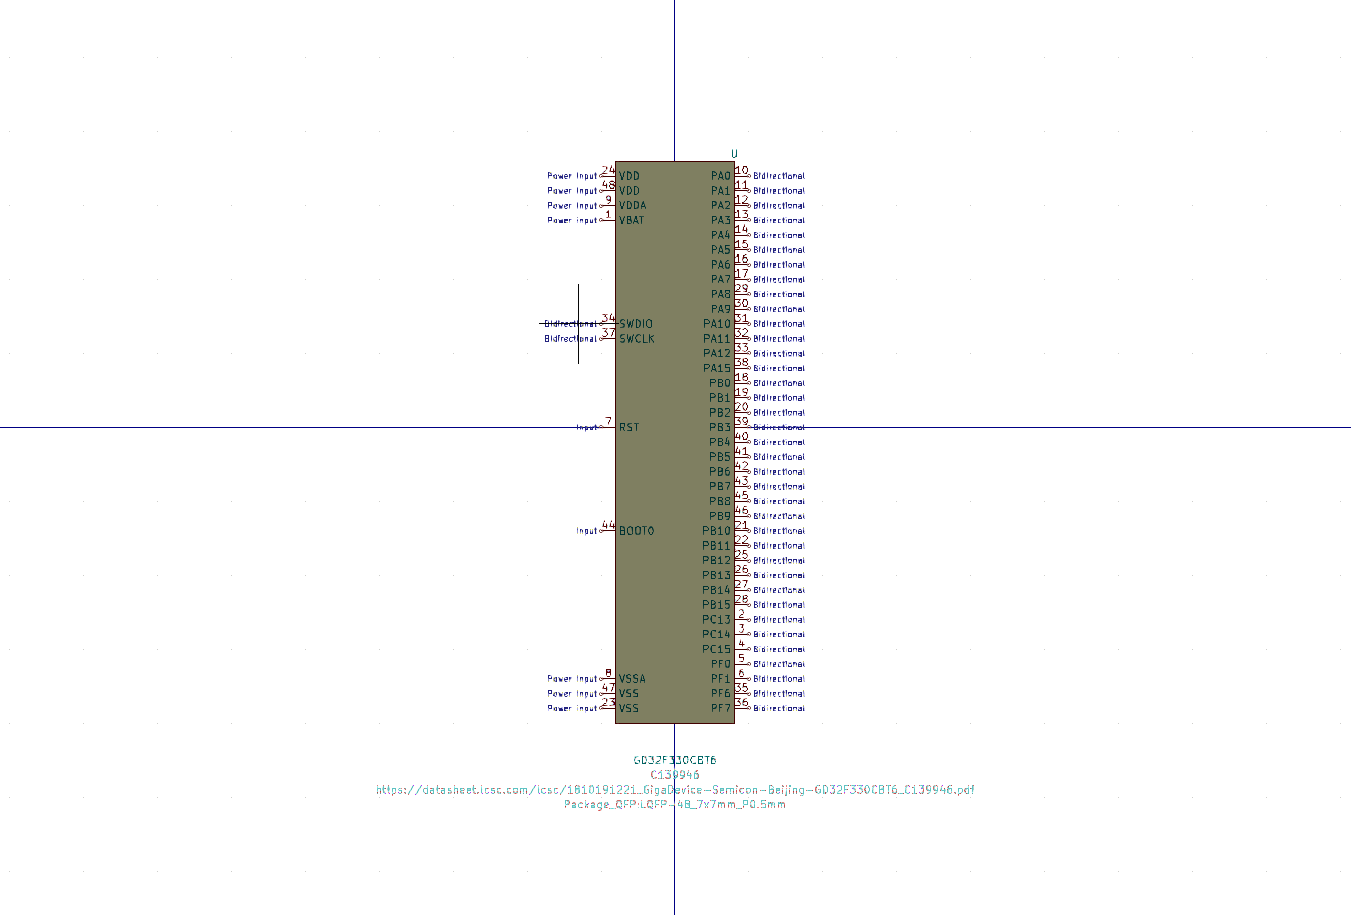 U
Power Input 24 VDD PA0 10 Bidirectional
Power Input 48 VDD PA1 11 Bidirectional
Power Input 9 VDDA PA2 12 Bidirectional
Power Input 1 VBAT PA3 13 Bidirectional
PA4 14 Bidirectional
PA5 15 Bidirectional
PA6 16 Bidirectional
PA7 17 Bidirectional
PA8 29 Bidirectional
PA9 30 Bidirectional
Bidirectional 34 SWDIO PA10 31 Bidirectional
Bidirectional 37 SWCLK PA11 32 Bidirectional
PA12 33 Bidirectional
PA15 38 Bidirectional
PB0 18 Bidirectional
PB1 19 Bidirectional
PB2 20 Bidirectional
Input 7 RST PB3 39 Bidirectional
PB4 40 Bidirectional
PB5 41 Bidirectional
PB6 42 Bidirectional
PB7 43 Bidirectional
PB8 45 Bidirectional
PB9 46 Bidirectional
Input 44 BOOT0 PB10 21 Bidirectional
PB11 22 Bidirectional
PB12 25 Bidirectional
PB13 26 Bidirectional
PB14 27 Bidirectional
PB15 28 Bidirectional
PC13 2 Bidirectional
PC14 3 Bidirectional
PC15 4 Bidirectional
PF0 5 Bidirectional
Power Input 8 VSSA PF1 6 Bidirectional
Power Input 47 VSS PF6 35 Bidirectional
Power Input 23 VSS PF7 36 Bidirectional
GD32F330CBT6
C139946
https://datasheet.lcsc.com/lcsc/1810191221_GigaDevice-Semicon-Beijing-GD32F330CBT6_C139946.pdf
Package_QFP:LQFP-48_7x7mm_P0.5mm